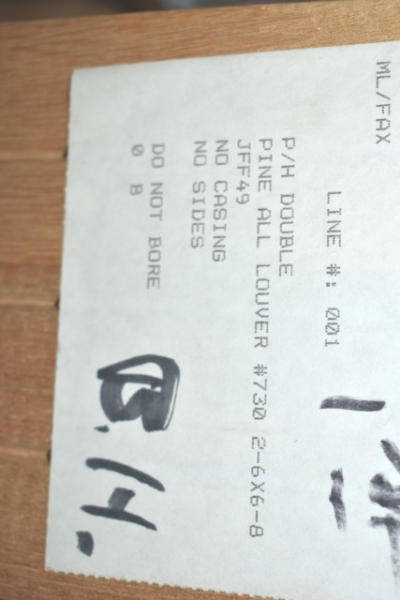 ML/FAX
LINE #: 001
P/H DOUBLE
PINE ALL LOUVER #730 2-6X6-8
JFF49
NO CASING
NO SIDES
DO NOT BORE
0 B
B.H.